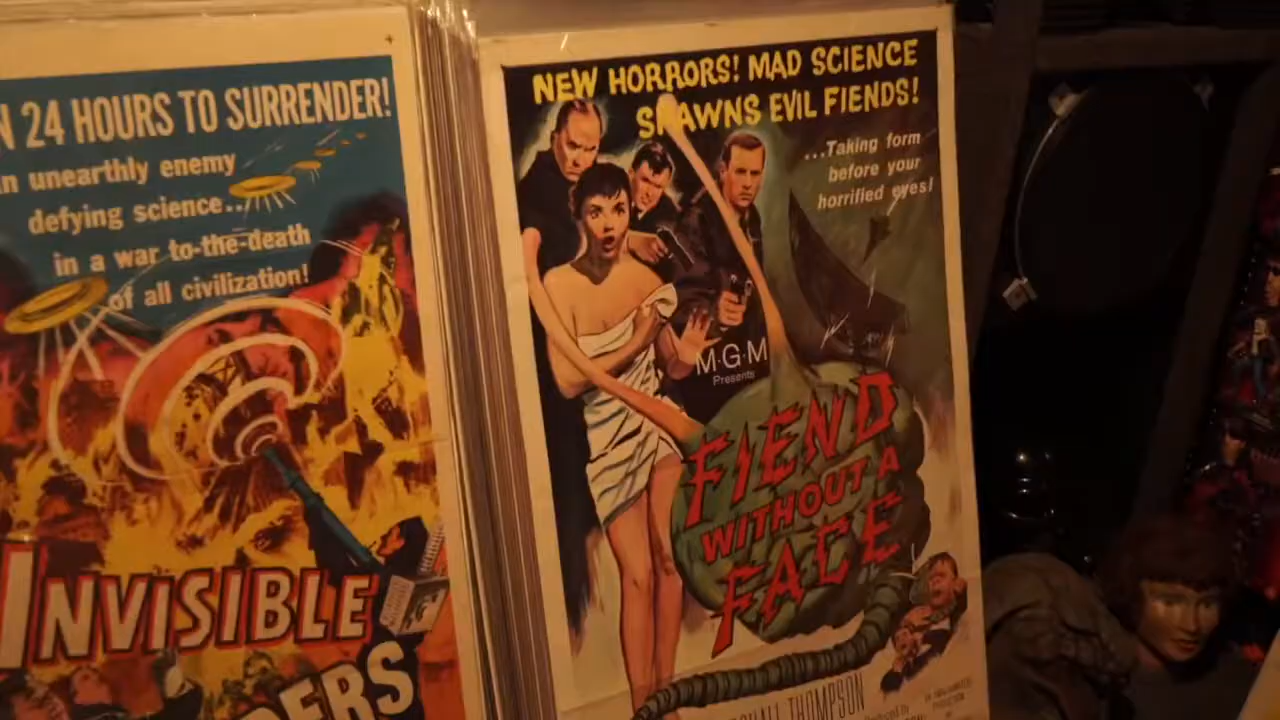 N 24 HOURS TO SURRENDER!
n unearthly enemy
defying science..
in a war to-the-death
of all civilization!
INVISIBLE
DERS
NEW HORRORS! MAD SCIENCE
SPAWNS EVIL FIENDS!
...Taking form
before your
horrified eyes!
M·G·M
Presents
FIEND
WITHOUT A
FACE
SHALL THOMPSON